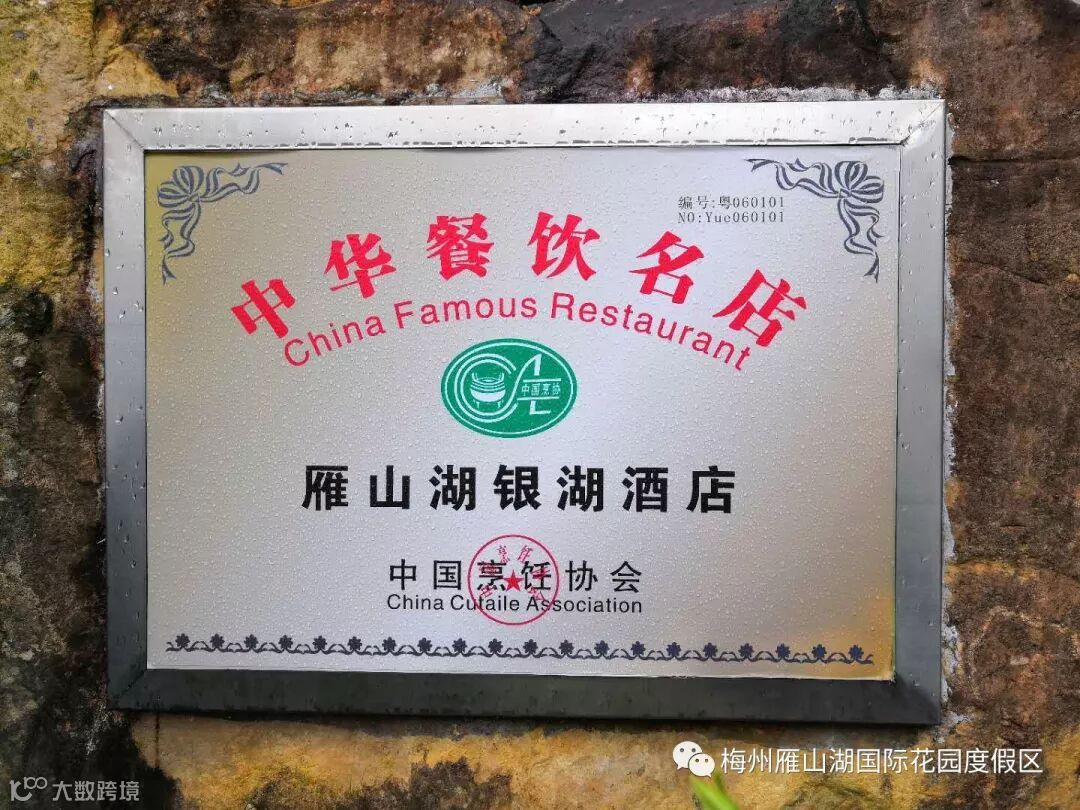 编号:粤060101
NO:Yue060101
中华餐饮名店
China Famous Restaurant
中国烹协
雁山湖银湖酒店
中国烹饪协会
China Cufaile Association
梅州雁山湖国际花园度假区
大数跨境